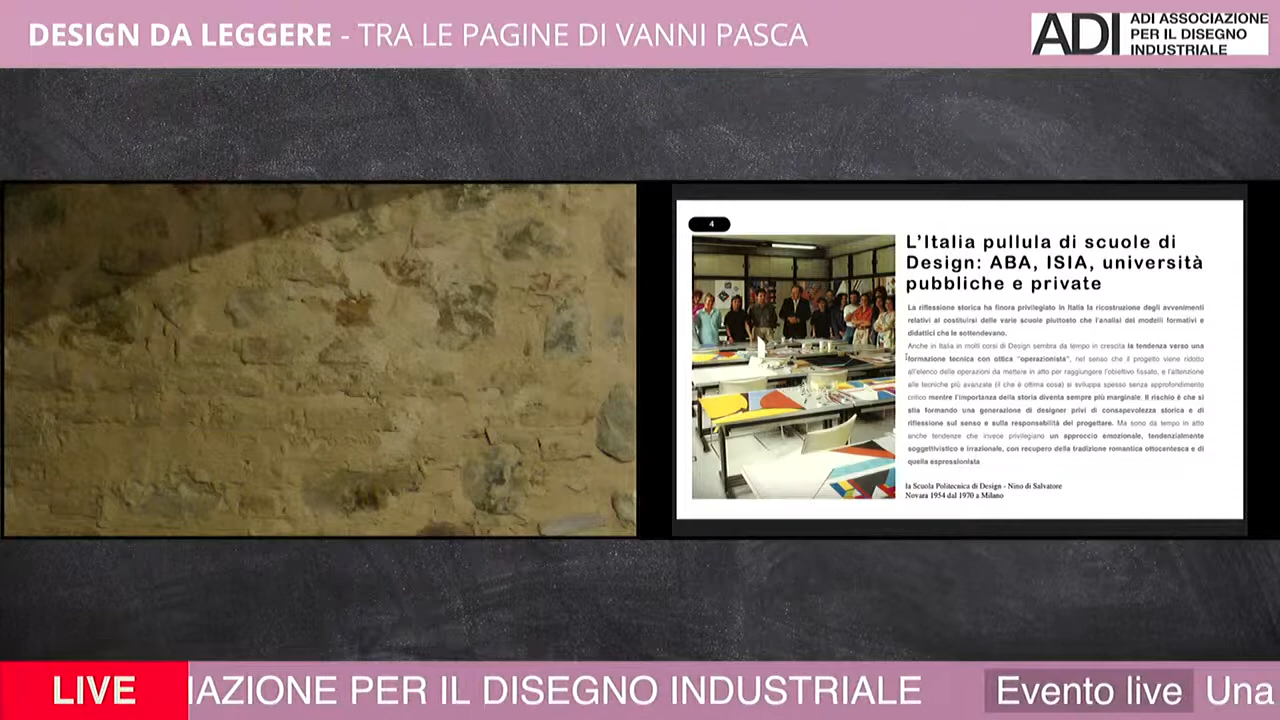 DESIGN DA LEGGERE - TRA LE PAGINE DI VANNI PASCA
ADI
ADI ASSOCIAZIONE
PER IL DISEGNO
INDUSTRIALE
4
L'Italia pullula di scuole di
Design: ABA, ISIA, università
pubbliche e private
La riflessione storica ha finora privilegiato in Italia la ricostruzione degli avvenimenti
relativi al costituirsi delle varie scuole piuttosto che l'analisi dei modelli formativi e
didattici che le sottendevano.
Anche in Italia in molti corsi di Design sembra da tempo in crescita la tendenza verso una
formazione tecnica con ottica "operazionista", nel senso che il progetto viene ridotto
all'elenco delle operazioni da mettere in atto per raggiungere l'obiettivo fissato, e l'attenzione
alle tecniche più avanzate (il che è ottima cosa) si sviluppa spesso senza approfondimento
critico mentre l'importanza della storia diventa sempre più marginale. Il rischio è che si
stia formando una generazione di designer privi di consapevolezza storica e di
riflessione sul senso e sulla responsabilità del progettare. Ma sono da tempo in atto
anche tendenze che invece privilegiano un approccio emozionale, tendenzialmente
soggettivistico e irrazionale, con recupero della tradizione romantica ottocentesca e di
quella espressionista
la Scuola Politecnica di Design - Nino di Salvatore
Novara 1954 dal 1970 a Milano
LIVE
IAZIONE PER IL DISEGNO INDUSTRIALE
Evento live
Una